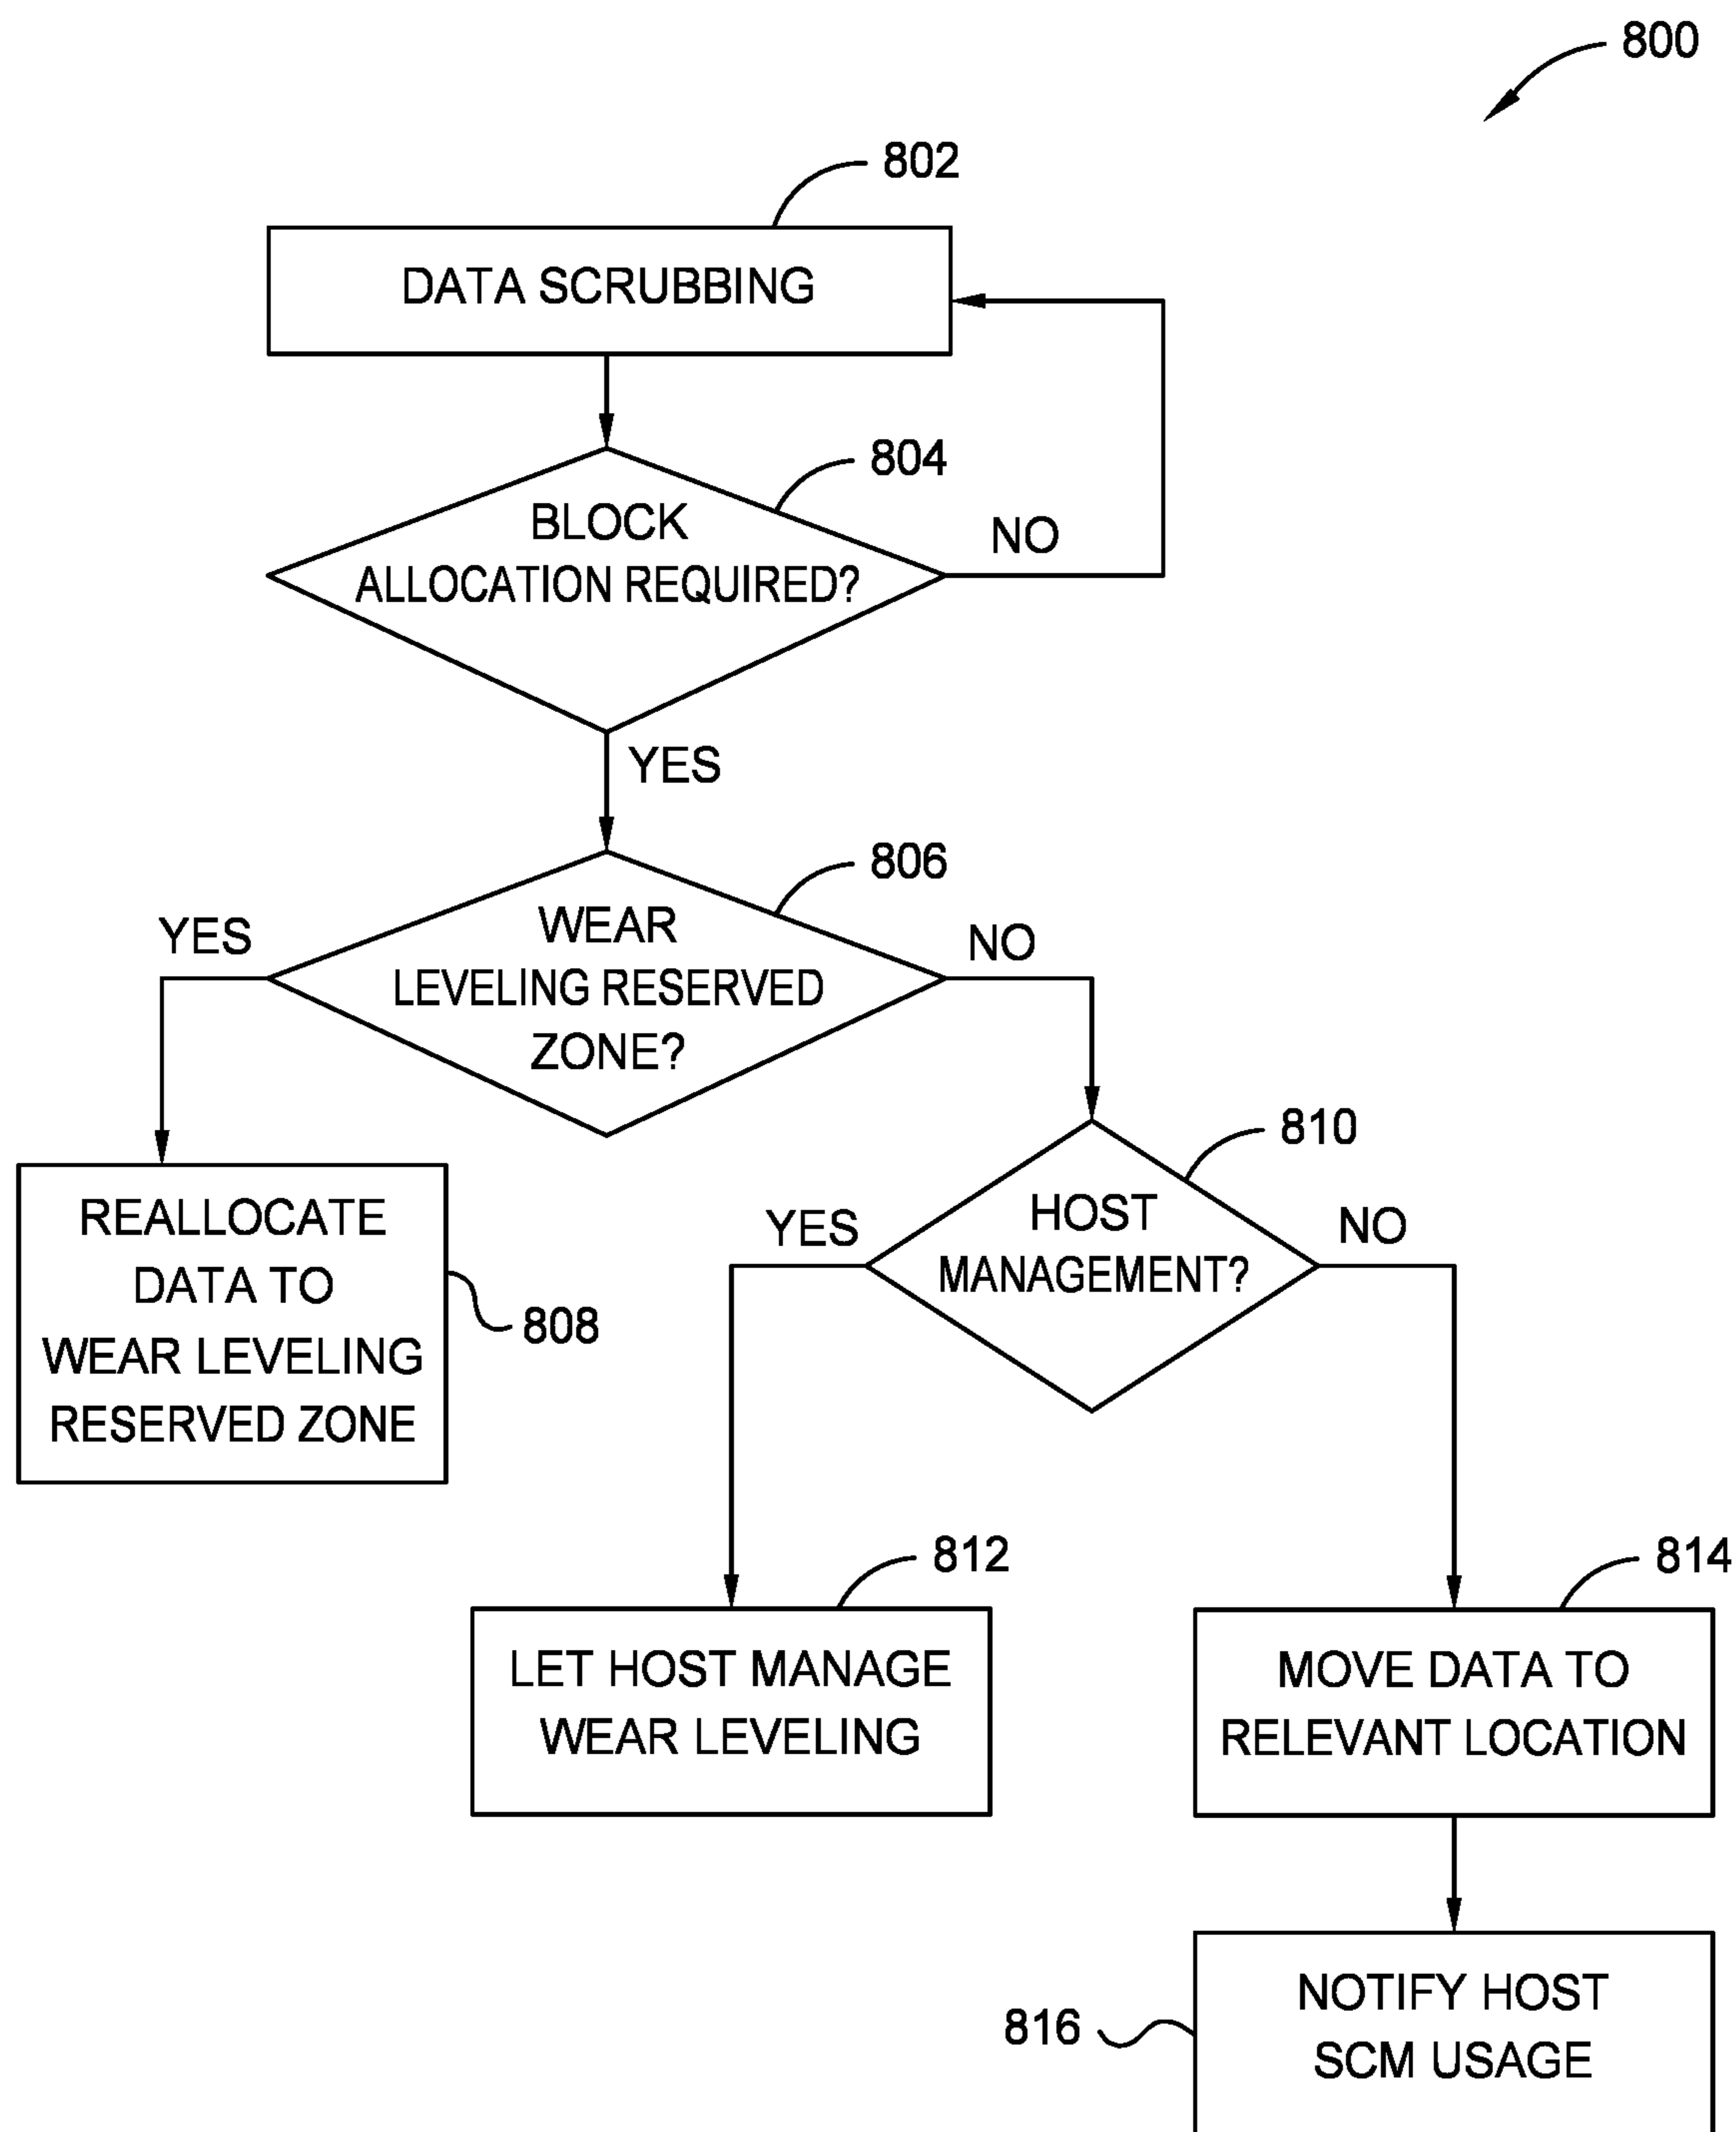 800
802
DATA SCRUBBING
804
BLOCK
ALLOCATION REQUIRED?
NO
YES
806
WEAR
LEVELING RESERVED
ZONE?
YES
NO
REALLOCATE
DATA TO
WEAR LEVELING
RESERVED ZONE
808
810
HOST
MANAGEMENT?
YES
NO
812
LET HOST MANAGE
WEAR LEVELING
814
MOVE DATA TO
RELEVANT LOCATION
816
NOTIFY HOST
SCM USAGE